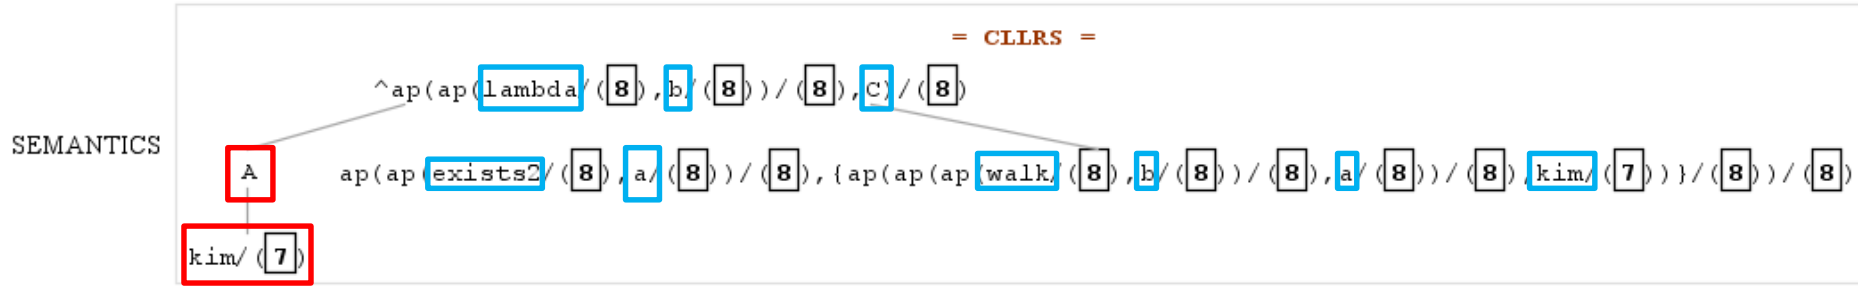 = CLLRS =
^ap(ap(lambda/(8),b/(8))/(8),C)/(8)
SEMANTICS
A ap(ap(exists2/(8),a/(8))/(8),{ap(ap(ap(walk/(8),b/(8))/(8),a/(8))/(8),kim/(7))}/(8))/(8)
kim/(7)